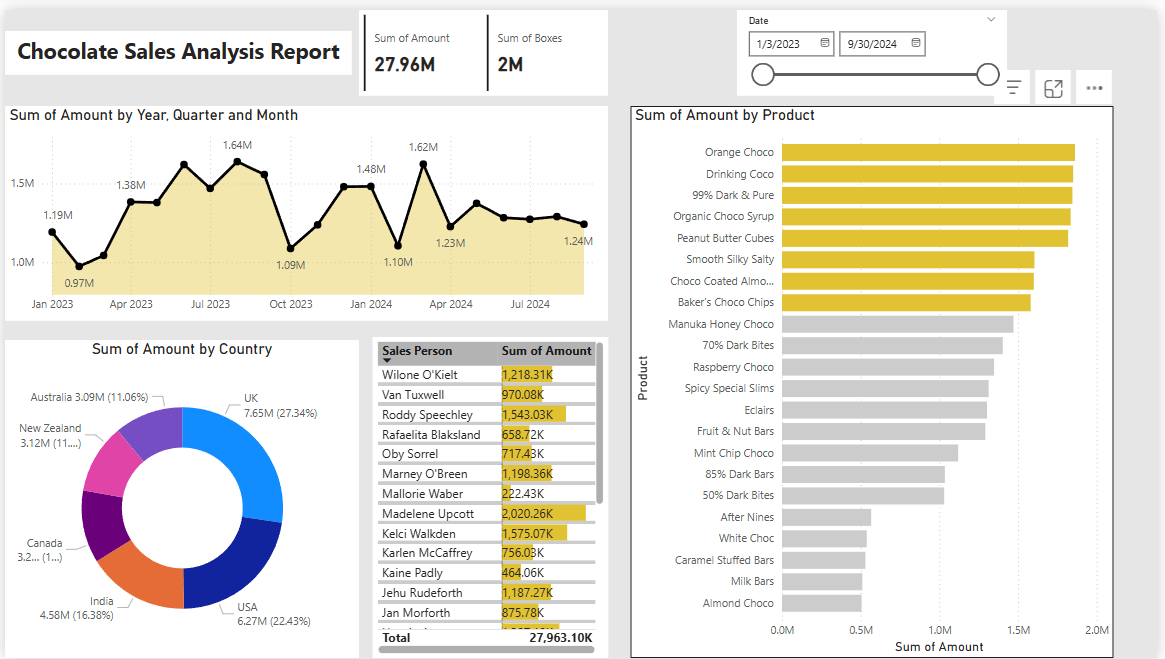 Chocolate Sales Analysis Report
Sum of Amount
27.96M
Sum of Boxes
2M
Date
1/3/2023
9/30/2024
Sum of Amount by Year, Quarter and Month
1.5M
1.0M
1.19M
0.97M
1.38M
1.64M
1.09M
1.48M
1.10M
1.62M
1.23M
1.24M
Jan 2023
Apr 2023
Jul 2023
Oct 2023
Jan 2024
Apr 2024
Jul 2024
Sum of Amount by Country
UK
7.65M (27.34%)
USA
6.27M (22.43%)
India
4.58M (16.38%)
Canada
3.2... (1...)
New Zealand
3.12M (11....)
Australia 3.09M (11.06%)
Sales Person Sum of Amount
Wilone O'Kielt 1,218.31K
Van Tuxwell 970.08K
Roddy Speechley 1,543.03K
Rafaelita Blaksland 658.72K
Oby Sorrel 717.43K
Marney O'Breen 1,198.36K
Mallorie Waber 222.43K
Madelene Upcott 2,020.26K
Kelci Walkden 1,575.07K
Karlen McCaffrey 756.03K
Kaine Padly 464.06K
Jehu Rudeforth 1,187.27K
Jan Morforth 875.78K
Total 27,963.10K
Sum of Amount by Product
Product
Orange Choco
Drinking Coco
99% Dark & Pure
Organic Choco Syrup
Peanut Butter Cubes
Smooth Silky Salty
Choco Coated Almo...
Baker's Choco Chips
Manuka Honey Choco
70% Dark Bites
Raspberry Choco
Spicy Special Slims
Eclairs
Fruit & Nut Bars
Mint Chip Choco
85% Dark Bars
50% Dark Bites
After Nines
White Choc
Caramel Stuffed Bars
Milk Bars
Almond Choco
0.0M
0.5M
1.0M
1.5M
2.0M
Sum of Amount